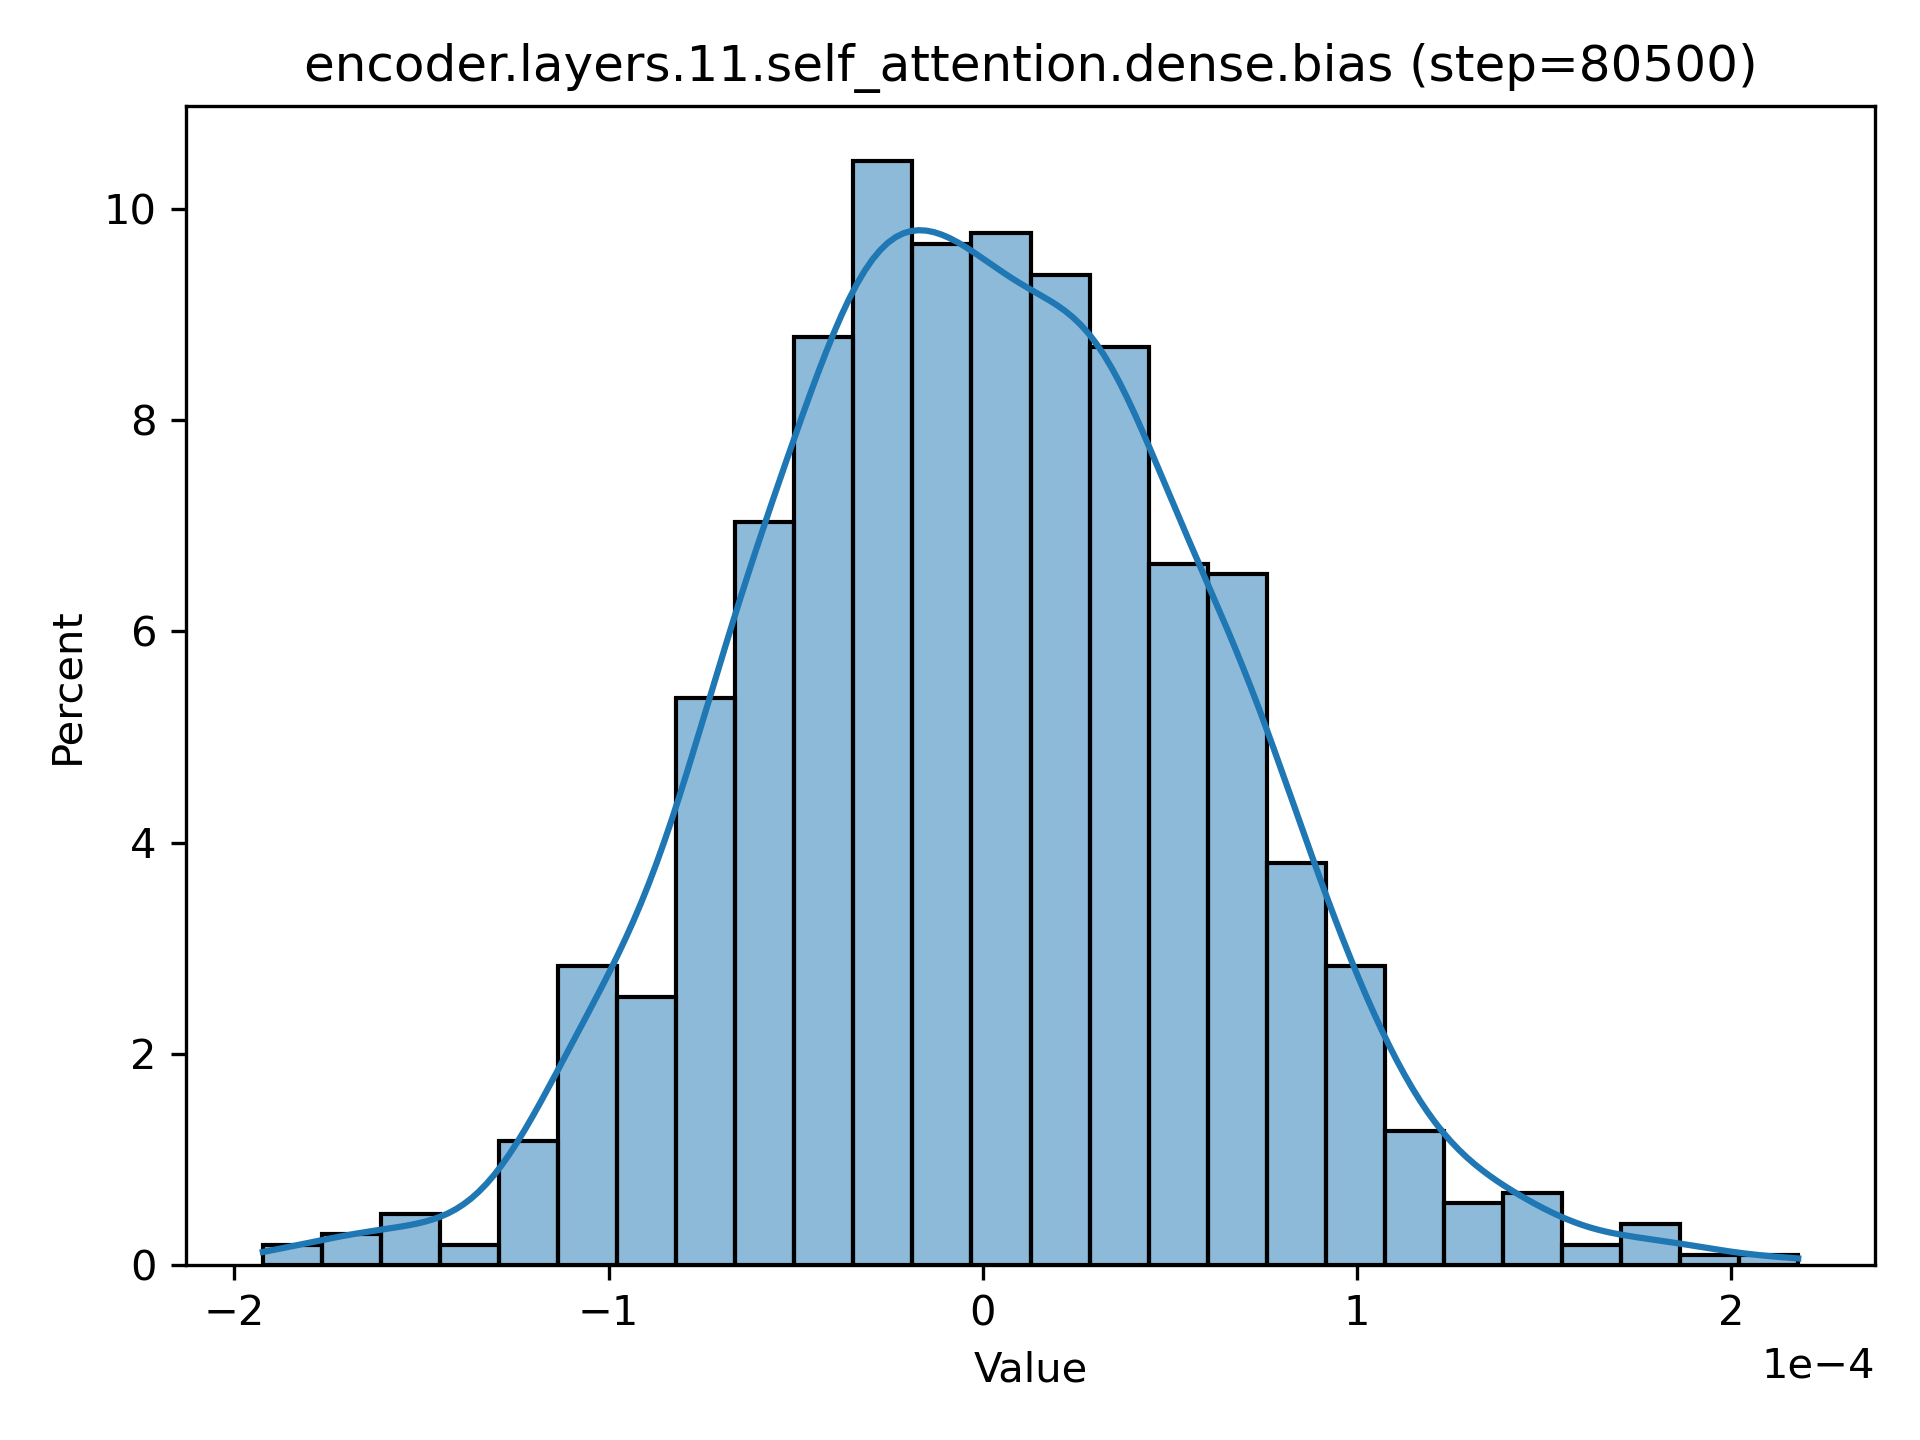 encoder.layers.11.self_attention.dense.bias (step=80500)
10
8
6
4
2
0
Percent
−2
−1
0
1
2
1e−4
Value